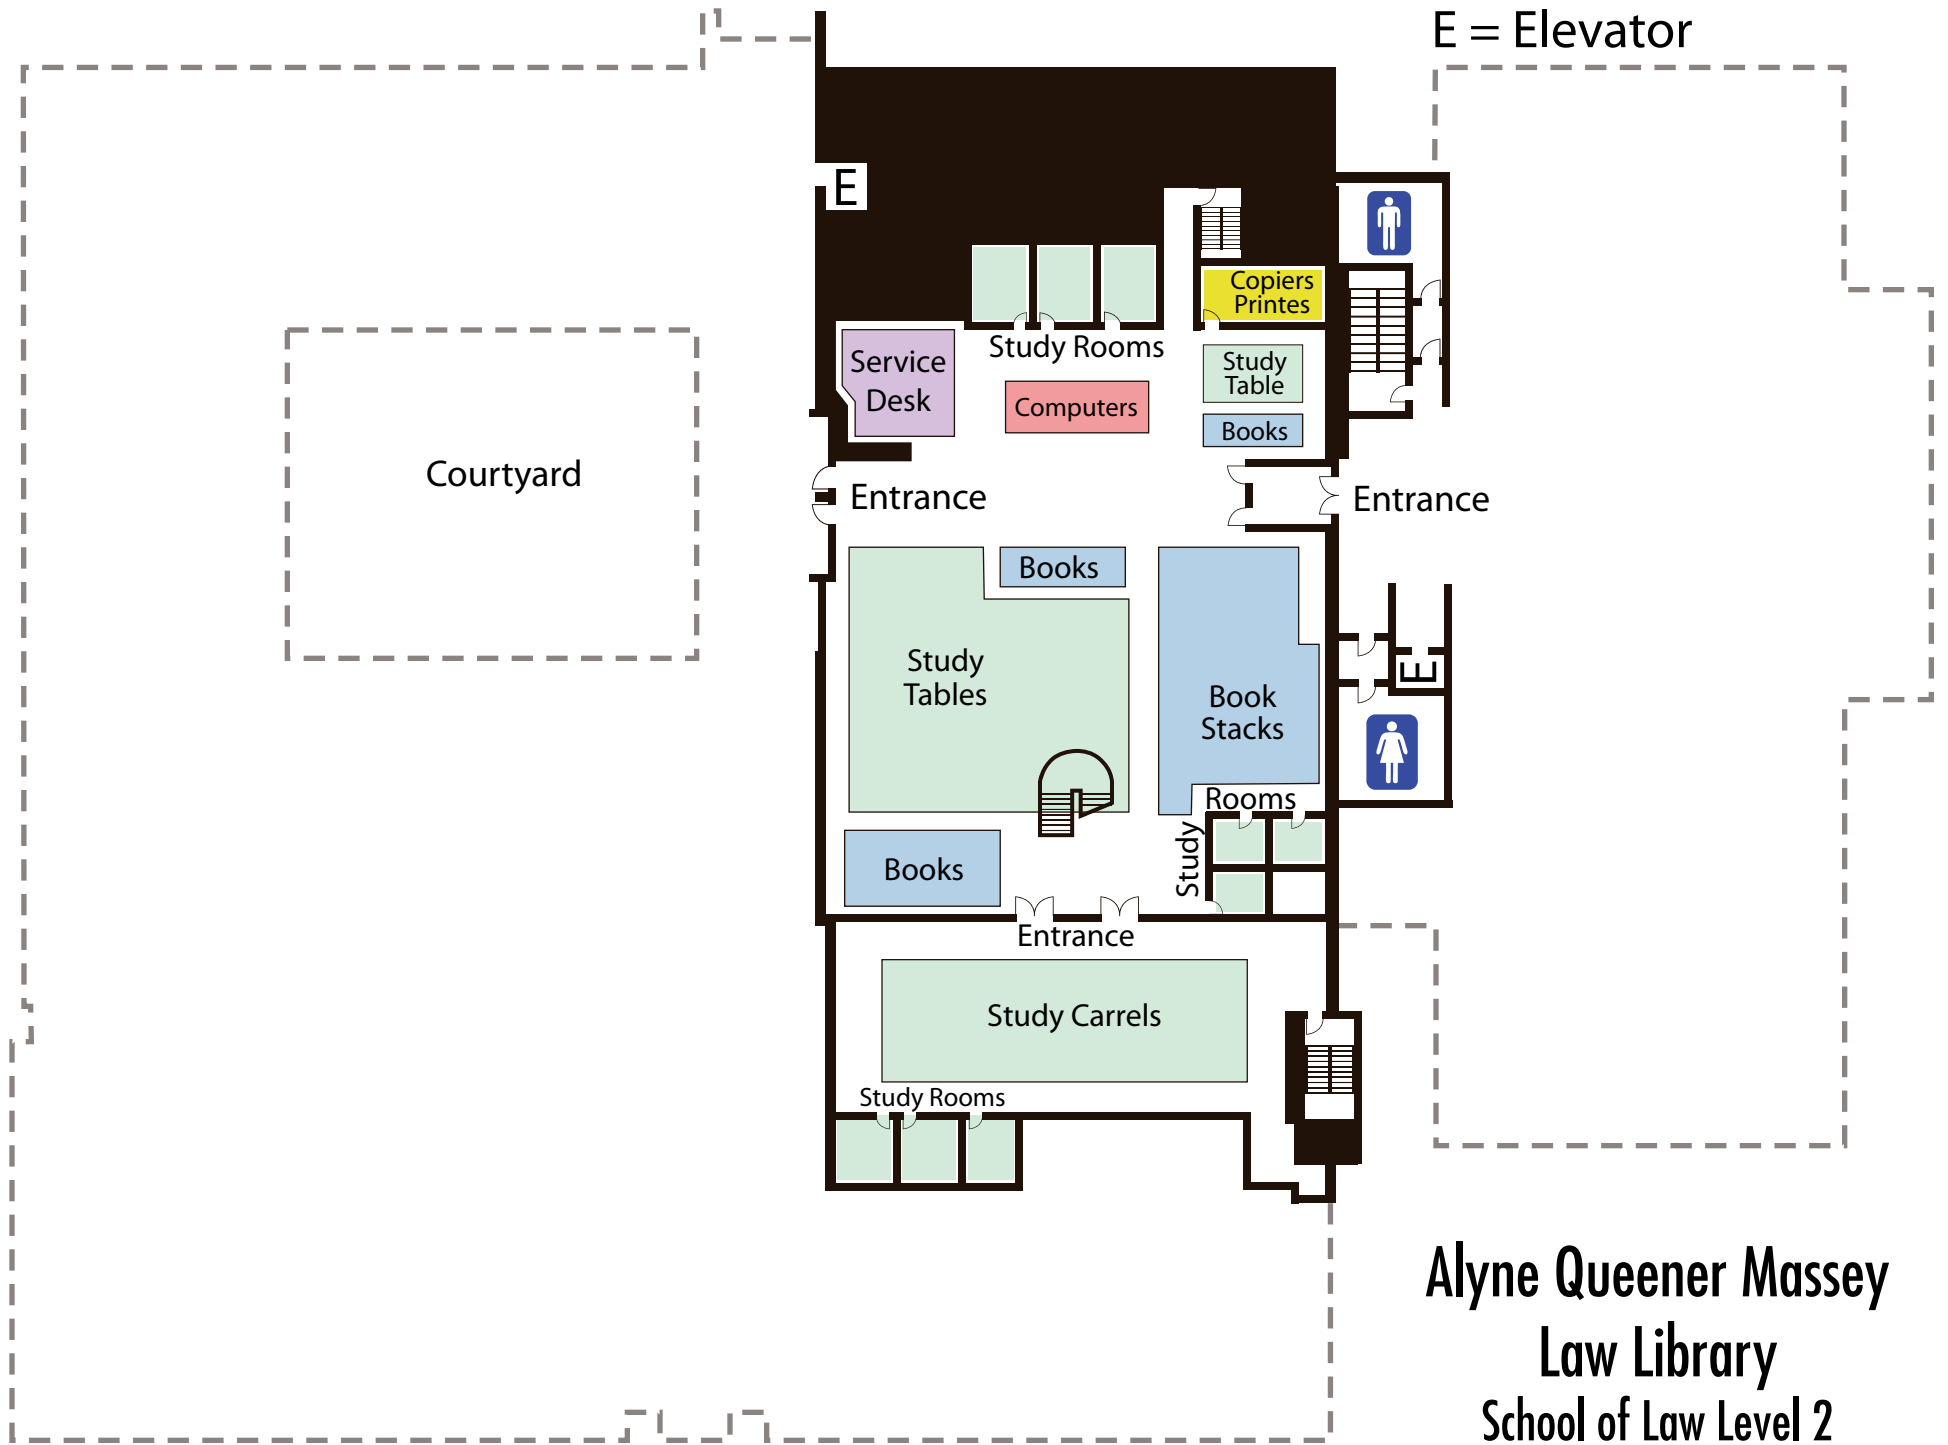 E = Elevator
E
Copiers
Printes
Study Rooms
Service
Desk
Study
Table
Computers
Books
Courtyard
Entrance
Entrance
Books
Study
Tables
Book
Stacks
E
Rooms
Study
Books
Entrance
Study Carrels
Study Rooms
Alyne Queener Massey
Law Library
School of Law Level 2